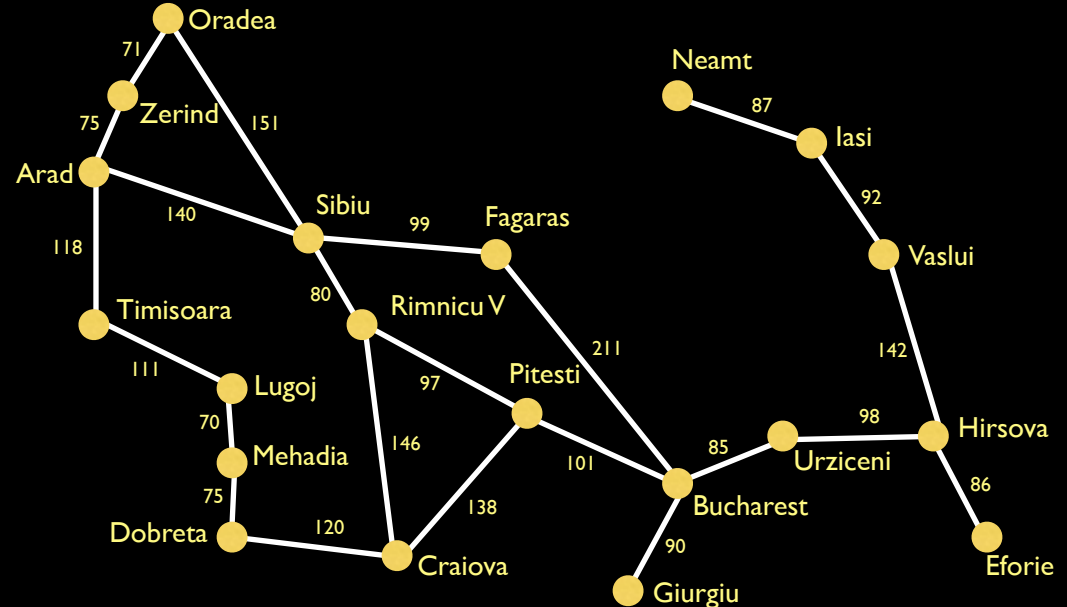 Oradea
71
Neamt
87
Zerind
75
151
Iasi
Arad
140
Sibiu
99
Fagaras
92
118
Vaslui
80
Rimnicu V
Timisoara
211
142
111
97
Pitesti
Lugoj
70
146
98
Hirsova
Mehadia
101
85
Urziceni
75
138
86
Bucharest
Dobreta
120
90
Craiova
Eforie
Giurgiu